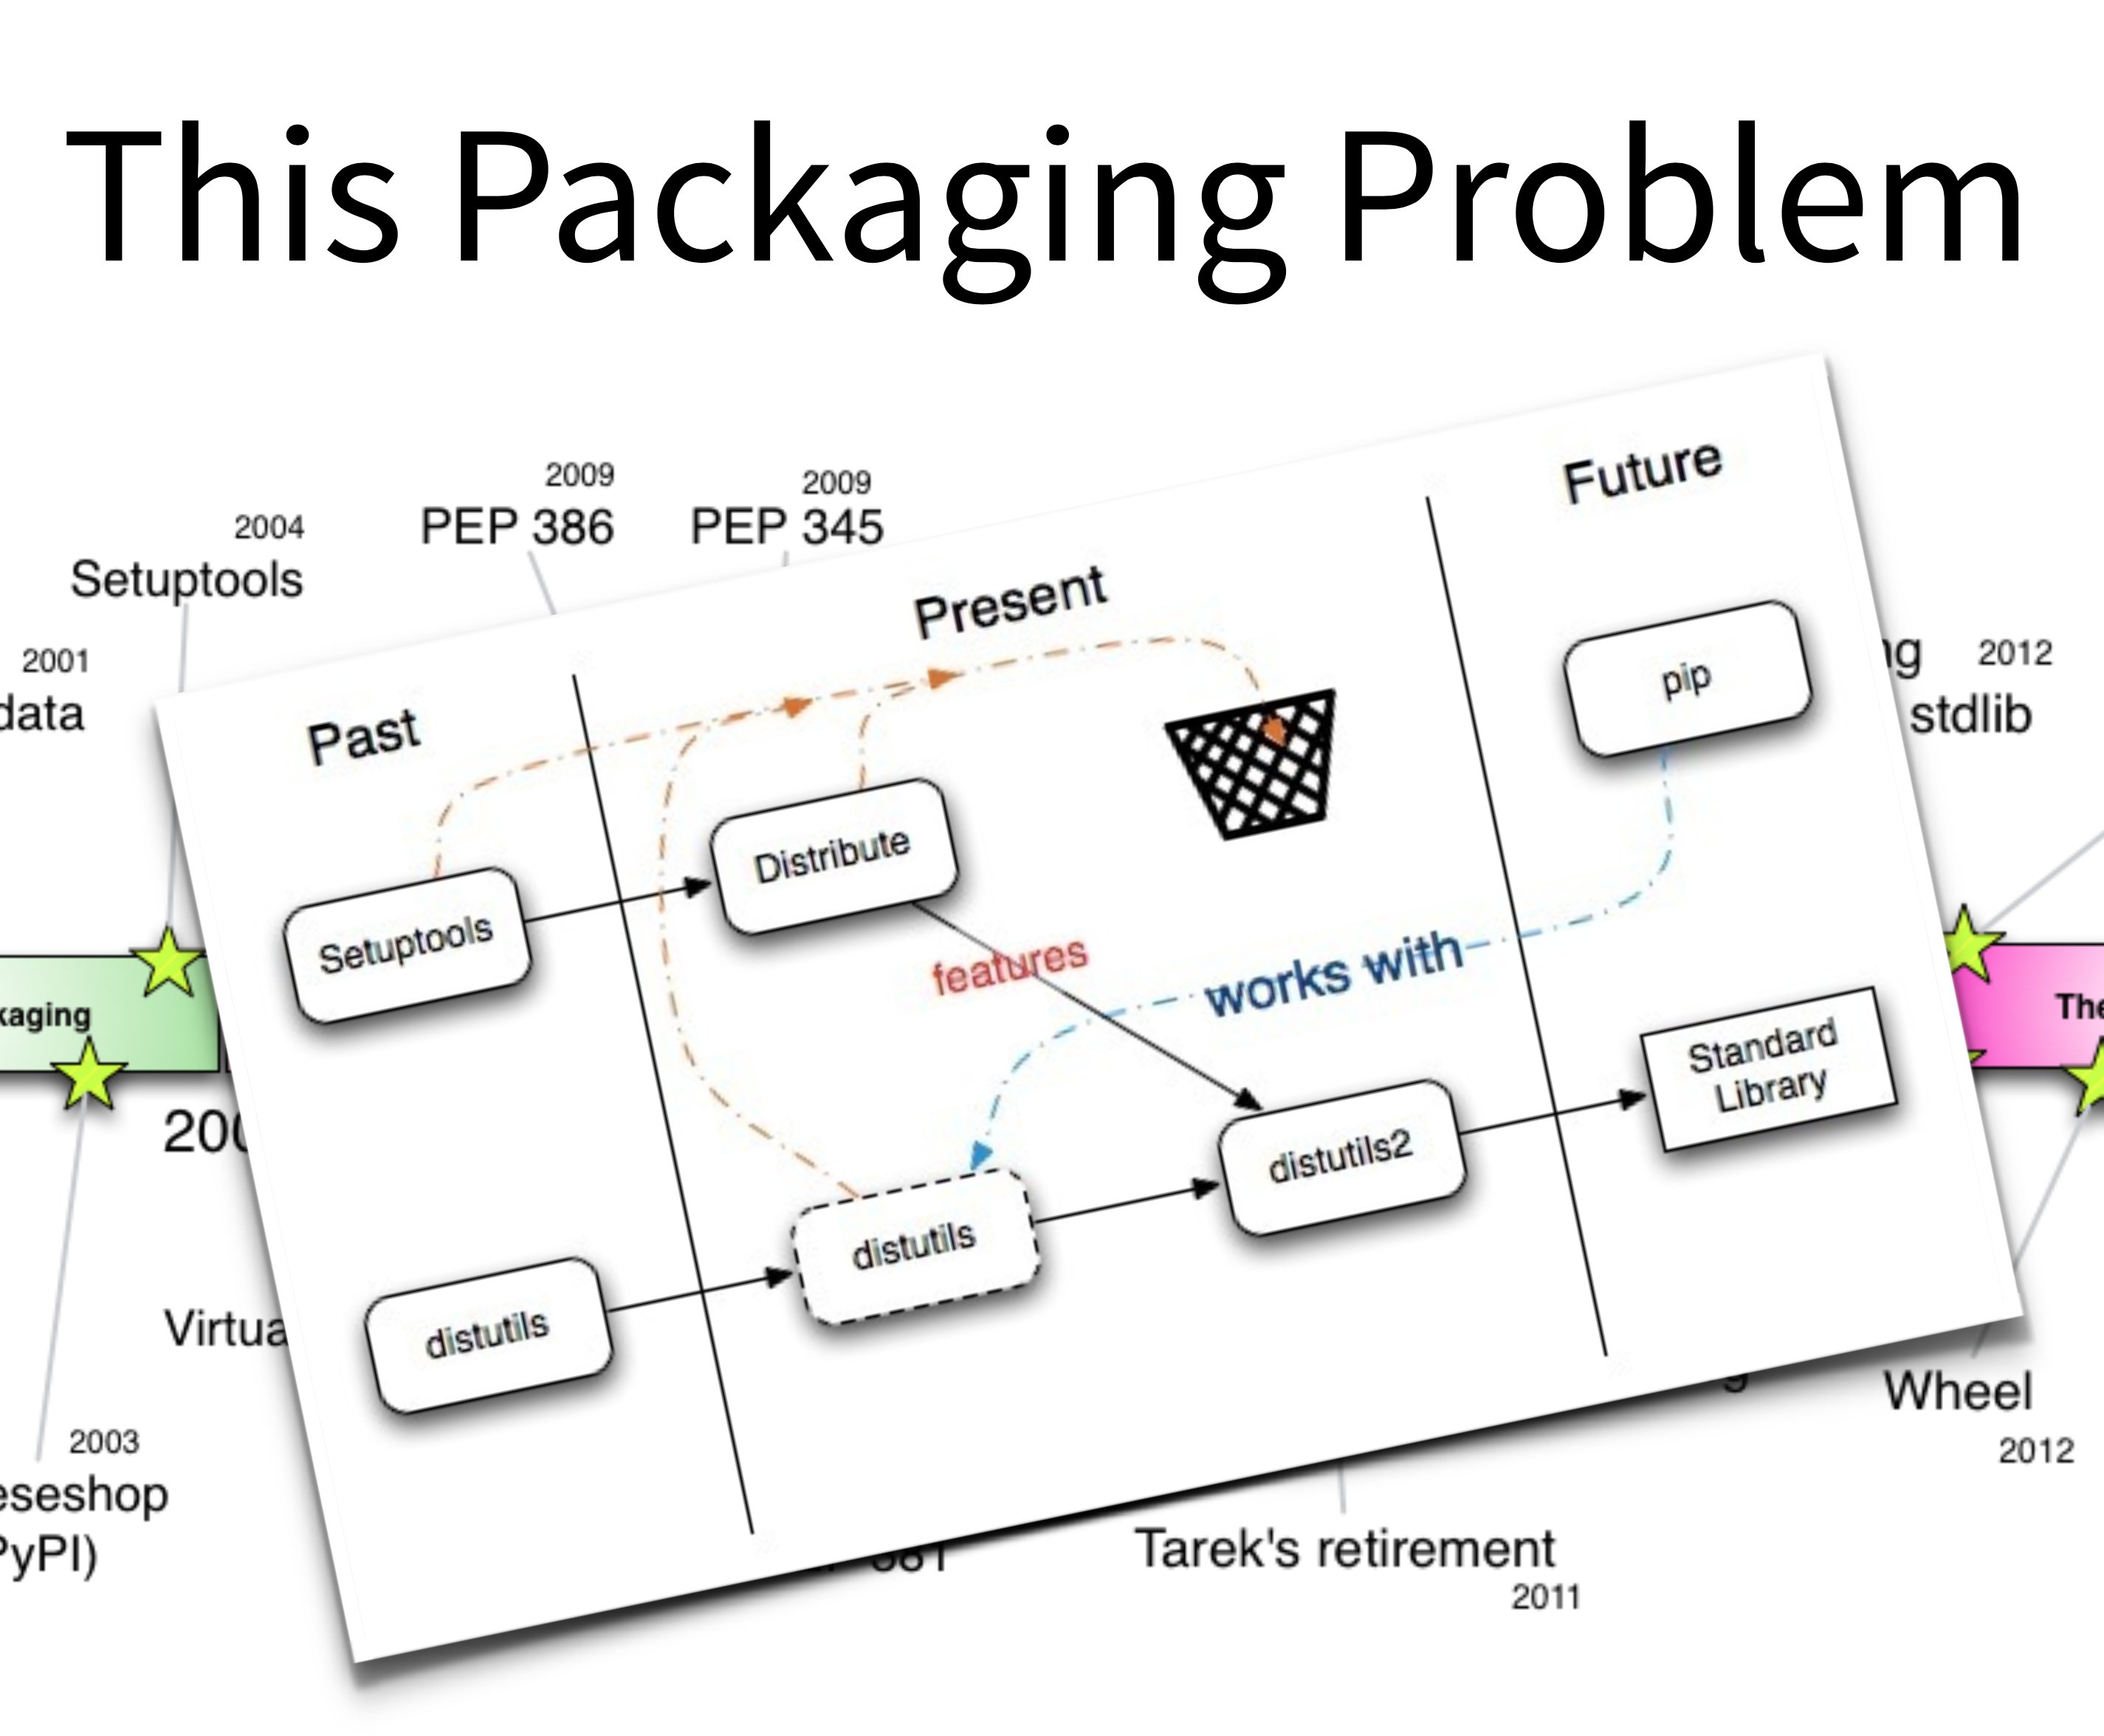 This Packaging Problem
2009
PEP 386
2009
PEP 345
2004
Setuptools
2001
data
Future
Present
Past
pip
2012
stdlib
Distribute
Setuptools
features
works with
Standard
Library
distutils2
distutils
distutils
kaging
The
200
Virtua
2003
eseshop
PyPI)
Wheel
2012
Tarek's retirement
2011